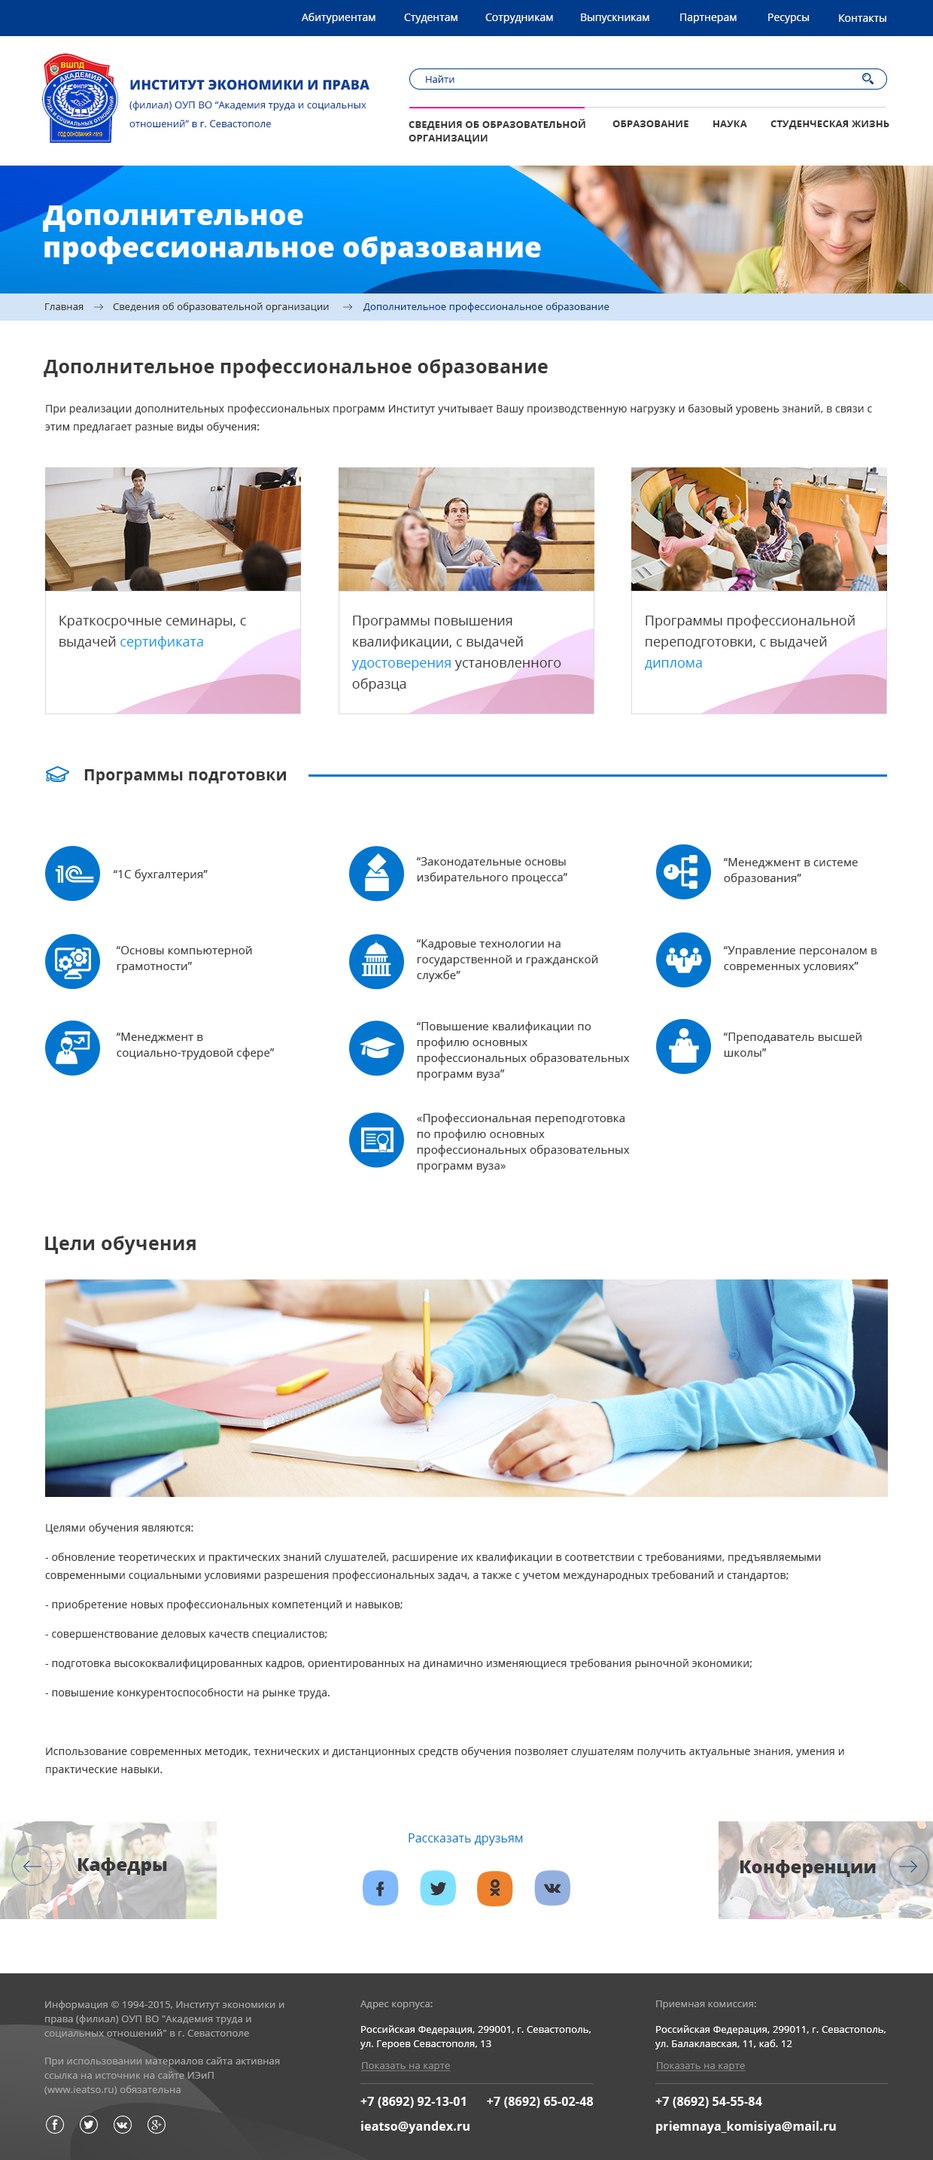 Абитуриентам Студентам Сотрудникам Выпускникам Партнерам Ресурсы Контакты
ВШПД
АКАДЕМИЯ
ТРУДА И СОЦИАЛЬНЫХ ОТНОШЕНИЙ
ГОД ОСНОВАНИЯ 1919
ИНСТИТУТ ЭКОНОМИКИ И ПРАВА
(филиал) ОУП ВО “Академия труда и социальных
отношений” в г. Севастополе
Найти
СВЕДЕНИЯ ОБ ОБРАЗОВАТЕЛЬНОЙ
ОРГАНИЗАЦИИ
ОБРАЗОВАНИЕ НАУКА СТУДЕНЧЕСКАЯ ЖИЗНЬ
Дополнительное
профессиональное образование
Главная → Сведения об образовательной организации → Дополнительное профессиональное образование
Дополнительное профессиональное образование
При реализации дополнительных профессиональных программ Институт учитывает Вашу производственную нагрузку и базовый уровень знаний, в связи с
этим предлагает разные виды обучения:
Краткосрочные семинары, с
выдачей сертификата
Программы повышения
квалификации, с выдачей
удостоверения установленного
образца
Программы профессиональной
переподготовки, с выдачей
диплома
Программы подготовки
“1С бухгалтерия”
“Законодательные основы
избирательного процесса”
“Менеджмент в системе
образования”
“Основы компьютерной
грамотности”
“Кадровые технологии на
государственной и гражданской
службе”
“Управление персоналом в
современных условиях”
“Менеджмент в
социально-трудовой сфере”
“Повышение квалификации по
профилю основных
профессиональных образовательных
программ вуза”
“Преподаватель высшей
школы”
«Профессиональная переподготовка
по профилю основных
профессиональных образовательных
программ вуза»
Цели обучения
Целями обучения являются:
- обновление теоретических и практических знаний слушателей, расширение их квалификации в соответствии с требованиями, предъявляемыми
современными социальными условиями разрешения профессиональных задач, а также с учетом международных требований и стандартов;
- приобретение новых профессиональных компетенций и навыков;
- совершенствование деловых качеств специалистов;
- подготовка высококвалифицированных кадров, ориентированных на динамично изменяющиеся требования рыночной экономики;
- повышение конкурентоспособности на рынке труда.
Использование современных методик, технических и дистанционных средств обучения позволяет слушателям получить актуальные знания, умения и
практические навыки.
Кафедры
Рассказать друзьям
Конференции
Информация © 1994-2015, Институт экономики и
права (филиал) ОУП ВО "Академия труда и
социальных отношений" в г. Севастополе
При использовании материалов сайта активная
ссылка на источник на сайте ИЭиП
(www.ieatso.ru) обязательна
Адрес корпуса:
Российская Федерация, 299001, г. Севастополь,
ул. Героев Севастополя, 13
Показать на карте
+7 (8692) 92-13-01 +7 (8692) 65-02-48
ieatso@yandex.ru
Приемная комиссия:
Российская Федерация, 299011, г. Севастополь,
ул. Балаклавская, 11, каб. 12
Показать на карте
+7 (8692) 54-55-84
priemnaya_komisiya@mail.ru